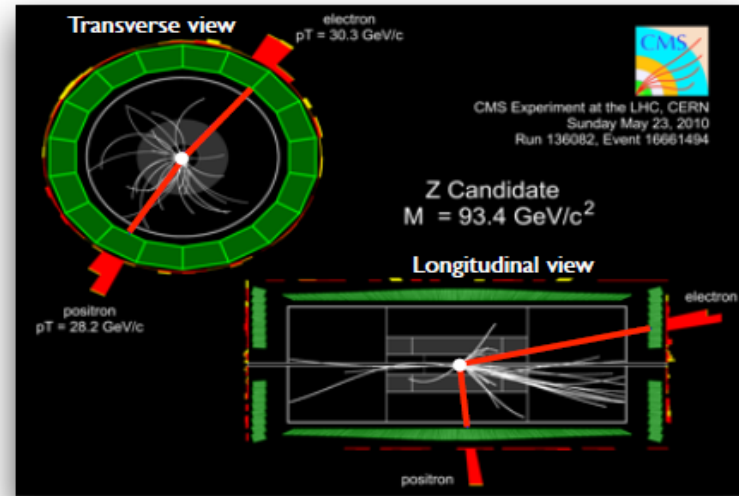 Transverse view
electron
pT = 30.3 GeV/c
CMS
CMS Experiment at the LHC, CERN
Sunday May 23, 2010
Run 136082, Event 16661494
Z Candidate
M = 93.4 GeV/c²
Longitudinal view
electron
positron
pT = 28.2 GeV/c
positron